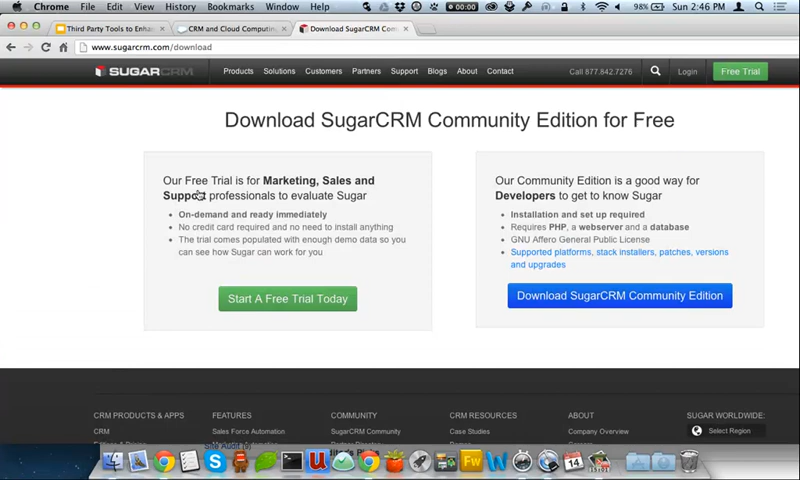 Chrome File Edit View History Bookmarks Window Help 00:00 98% Sun 2:46 PM
Third Party Tools to Enha CRM and Cloud Computing Download SugarCRM Com
www.sugarcrm.com/download
SUGARCRM Products Solutions Customers Partners Support Blogs About Contact Call 877.842.7276 Login Free Trial
Download SugarCRM Community Edition for Free
Our Free Trial is for Marketing, Sales and
Support professionals to evaluate Sugar
On-demand and ready immediately
No credit card required and no need to install anything
The trial comes populated with enough demo data so you
can see how Sugar can work for you
Start A Free Trial Today
Our Community Edition is a good way for
Developers to get to know Sugar
Installation and set up required
Requires PHP, a webserver and a database
GNU Affero General Public License
Supported platforms, stack installers, patches, versions
and upgrades
Download SugarCRM Community Edition
CRM PRODUCTS & APPS FEATURES COMMUNITY CRM RESOURCES ABOUT SUGAR WORLDWIDE:
CRM Sales Force Automation SugarCRM Community Case Studies Company Overview Select Region
Fw
14